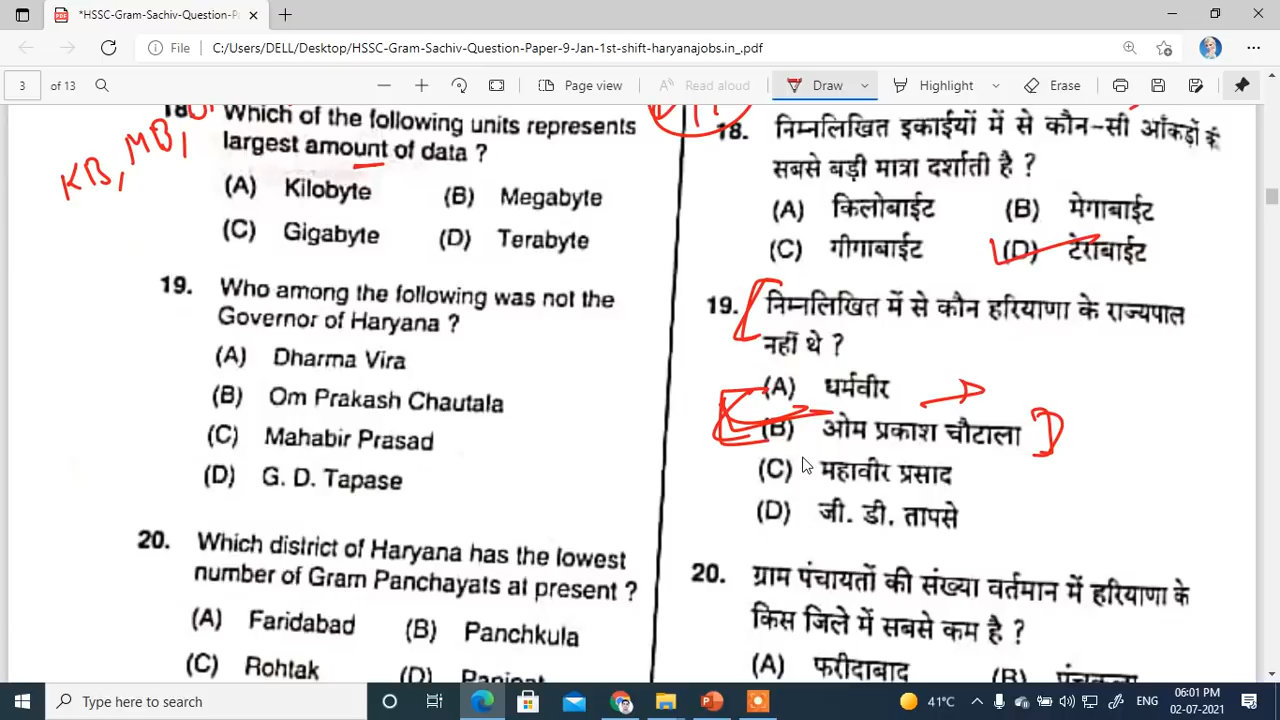 *HSSC-Gram-Sachiv-Question-P
C:/Users/DELL/Desktop/HSSC-Gram-Sachiv-Question-Paper-9-Jan-1st-shift-haryanajobs.in_.pdf
File
3 of 13
Page view
Read aloud
Draw
Highlight
Erase
KB, MB,
18 Which of the following units represents
largest amount of data ?
(A) Kilobyte (B) Megabyte
(C) Gigabyte (D) Terabyte
19. Who among the following was not the
Governor of Haryana ?
(A) Dharma Vira
(B) Om Prakash Chautala
(C) Mahabir Prasad
(D) G. D. Tapase
20. Which district of Haryana has the lowest
number of Gram Panchayats at present ?
(A) Faridabad (B) Panchkula
(C) Rohtak (D) Panipat
18. निम्नलिखित इकाईयों में से कौन-सी आँकड़ों की
सबसे बड़ी मात्रा दर्शाती है ?
(A) किलोबाईट (B) मेगाबाईट
(C) गीगाबाईट (D) टेराबाईट
19. निम्नलिखित में से कौन हरियाणा के राज्यपाल
नहीं थे ?
(A) धर्मवीर
(B) ओम प्रकाश चौटाला
(C) महावीर प्रसाद
(D) जी. डी. तापसे
20. ग्राम पंचायतों की संख्या वर्तमान में हरियाणा के
किस जिले में सबसे कम है ?
(A) फरीदाबाद (B) पंचकुला
Type here to search
41°C
ENG
06:01 PM
02-07-2021